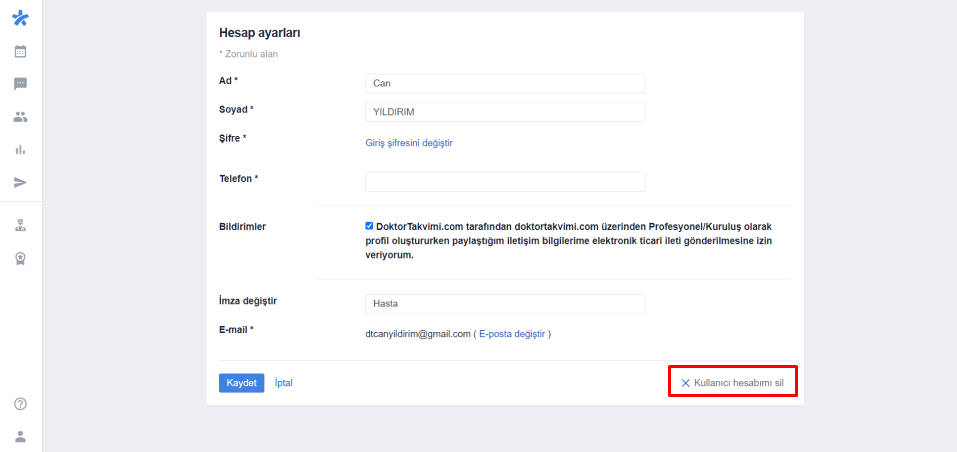 Hesap ayarları
* Zorunlu alan
Ad *
Can
Soyad *
YILDIRIM
Şifre *
Giriş şifresini değiştir
Telefon *
Bildirimler
DoktorTakvimi.com tarafından doktortakvimi.com üzerinden Profesyonel/Kuruluş olarak
profil oluştururken paylaştığım iletişim bilgilerime elektronik ticari ileti gönderilmesine izin
veriyorum.
İmza değiştir
Hasta
E-mail *
dtcanyildirim@gmail.com ( E-posta değiştir )
Kaydet
İptal
Kullanıcı hesabımı sil